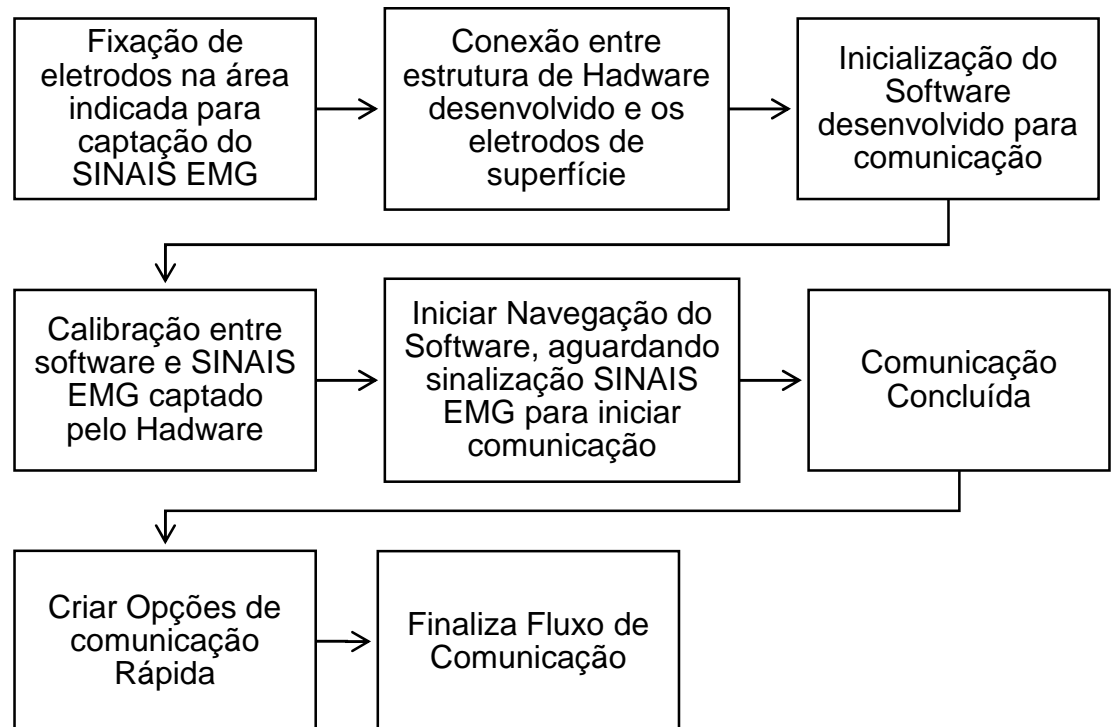 Fixação de
eletrodos na área
indicada para
captação do
SINAIS EMG
Conexão entre
estrutura de Hadware
desenvolvido e os
eletrodos de
superfície
Inicialização do
Software
desenvolvido para
comunicação
Calibração entre
software e SINAIS
EMG captado
pelo Hadware
Iniciar Navegação do
Software, aguardando
sinalização SINAIS
EMG para iniciar
comunicação
Comunicação
Concluída
Criar Opções de
comunicação
Rápida
Finaliza Fluxo de
Comunicação